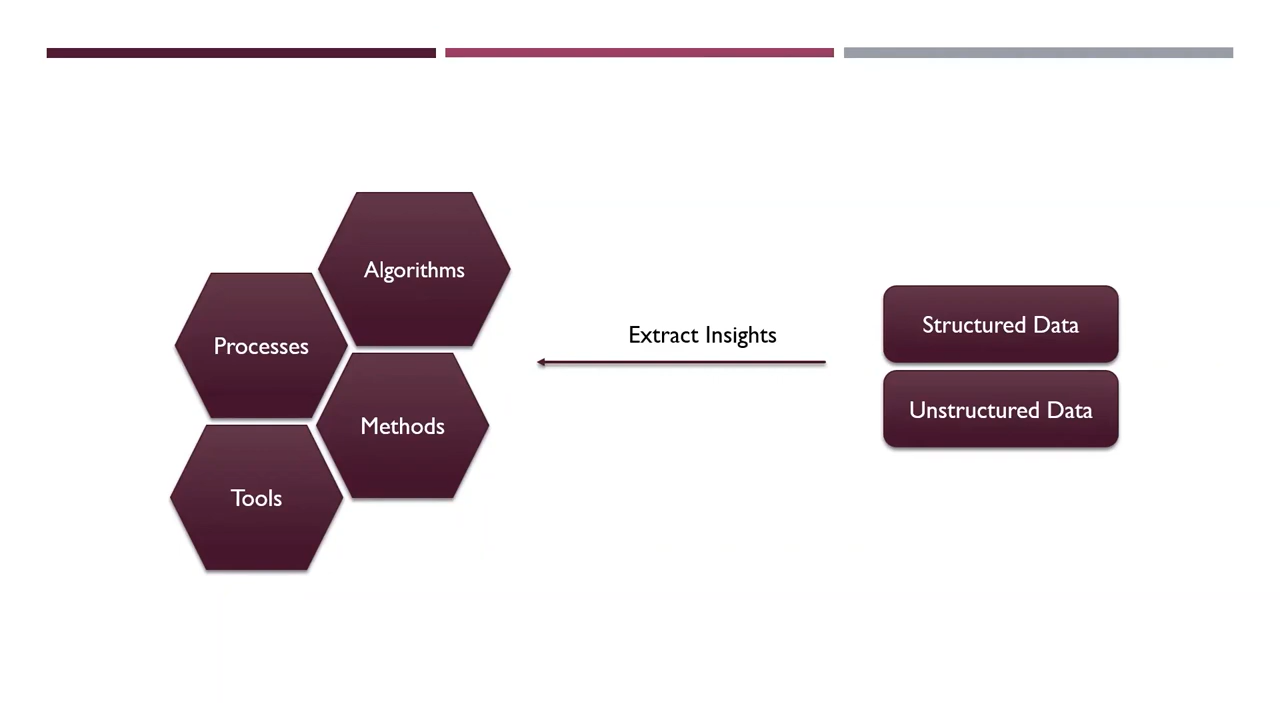 Algorithms
Processes
Methods
Tools
Extract Insights
Structured Data
Unstructured Data